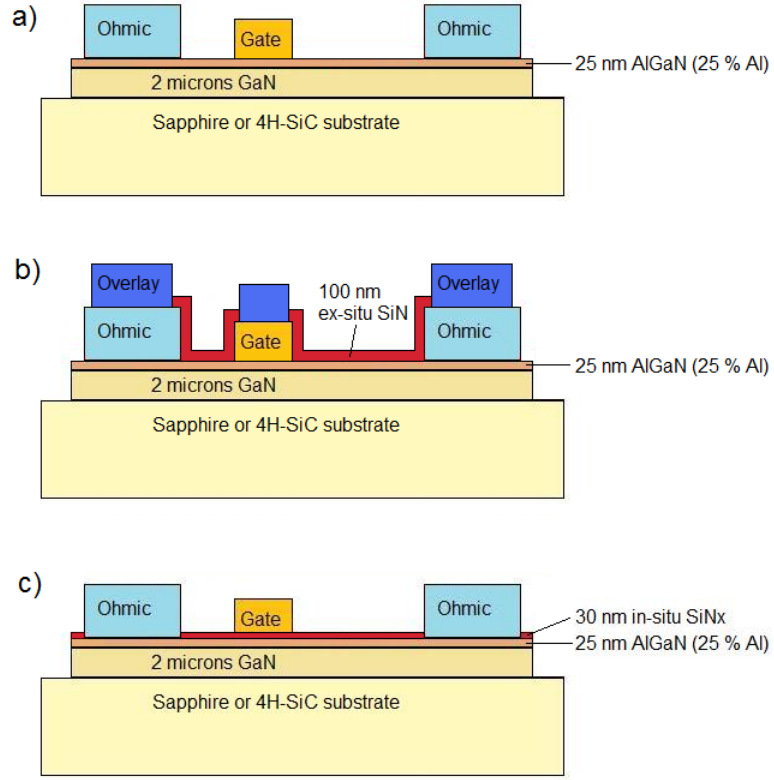 a)
Ohmic
Gate
Ohmic
25 nm AlGaN (25 % Al)
2 microns GaN
Sapphire or 4H-SiC substrate
b)
Overlay
100 nm
ex-situ SiN
Overlay
Ohmic
Gate
Ohmic
25 nm AlGaN (25 % Al)
2 microns GaN
Sapphire or 4H-SiC substrate
c)
Ohmic
Gate
Ohmic
30 nm in-situ SiNx
25 nm AlGaN (25 % Al)
2 microns GaN
Sapphire or 4H-SiC substrate